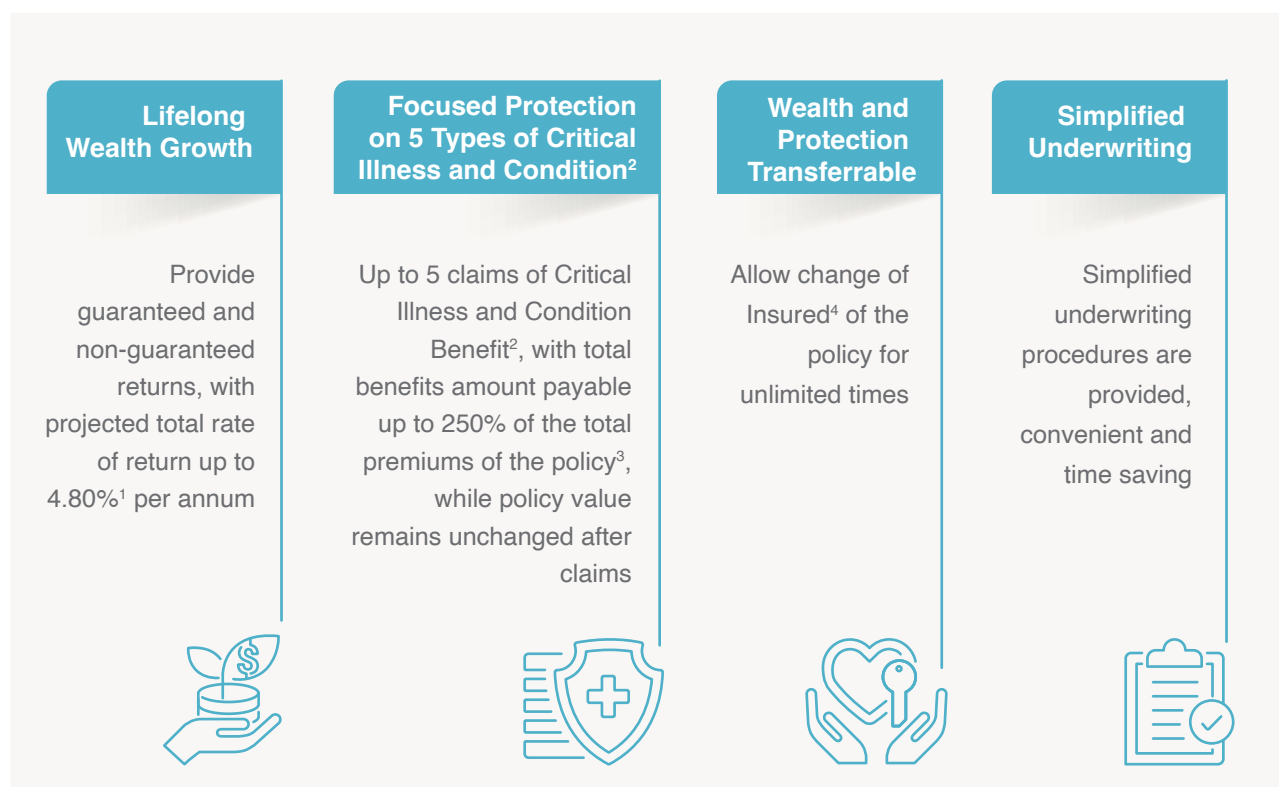 Lifelong
Wealth Growth
Provide
guaranteed and
non-guaranteed
returns, with
projected total rate
of return up to
4.80%¹ per annum
$
Focused Protection
on 5 Types of Critical
Illness and Condition²
Up to 5 claims of Critical
Illness and Condition
Benefit², with total
benefits amount payable
up to 250% of the total
premiums of the policy³,
while policy value
remains unchanged after
claims
Wealth and
Protection
Transferrable
Allow change of
Insured⁴ of the
policy for
unlimited times
Simplified
Underwriting
Simplified
underwriting
procedures are
provided,
convenient and
time saving